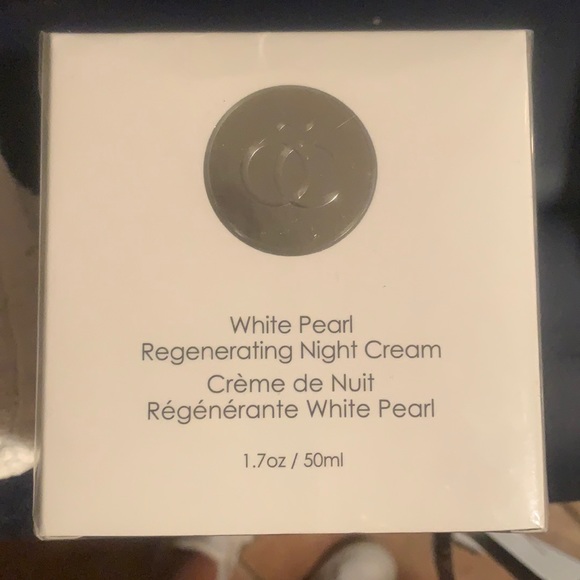 White Pearl
Regenerating Night Cream
Crème de Nuit
Régénérante White Pearl
1.7oz / 50ml